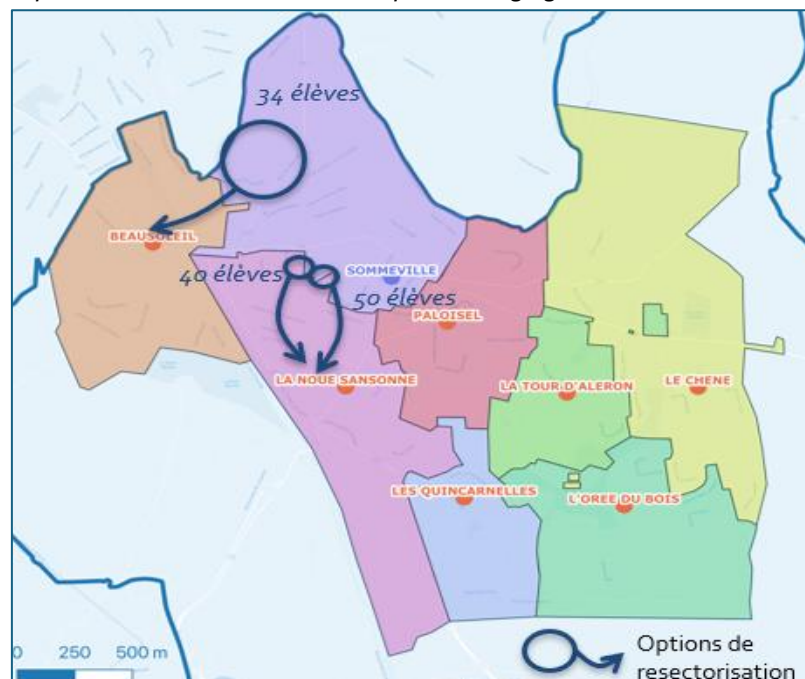 34 élèves
BEAUSOLEIL
40 élèves
SOMMEVILLE
50 élèves
PALOISEL
LA NOUE SANSONNE
LA TOUR D'ALERON
LE CHENE
LES QUINCARNELLES
L'OREE DU BOIS
0 250 500 m
Options de
resectorisation